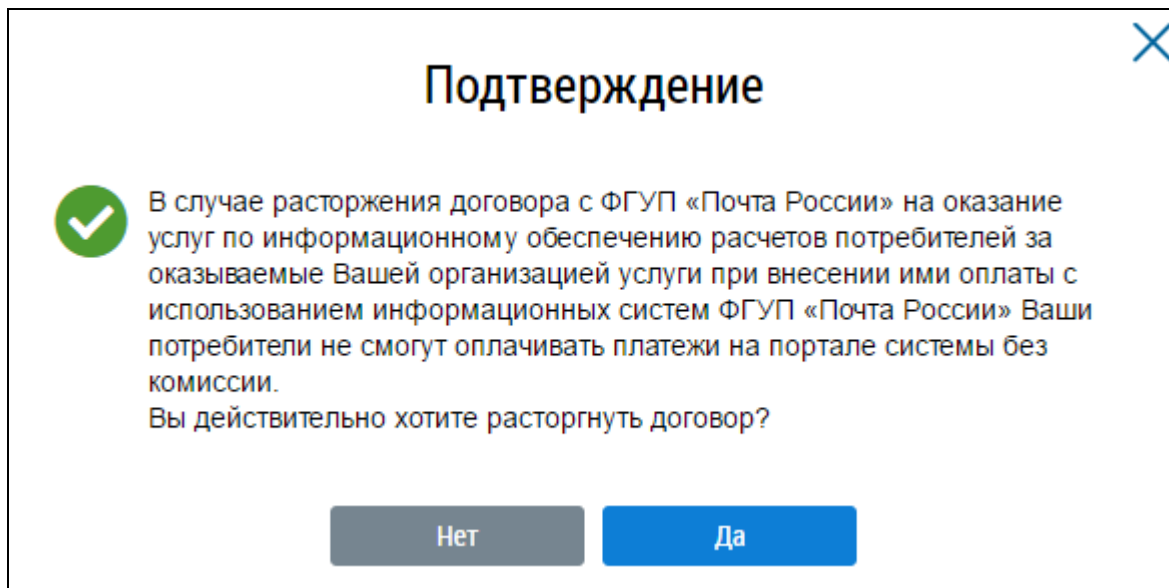 Подтверждение
В случае расторжения договора с ФГУП «Почта России» на оказание
услуг по информационному обеспечению расчетов потребителей за
оказываемые Вашей организацией услуги при внесении ими оплаты с
использованием информационных систем ФГУП «Почта России» Ваши
потребители не смогут оплачивать платежи на портале системы без
комиссии.
Вы действительно хотите расторгнуть договор?
Нет
Да